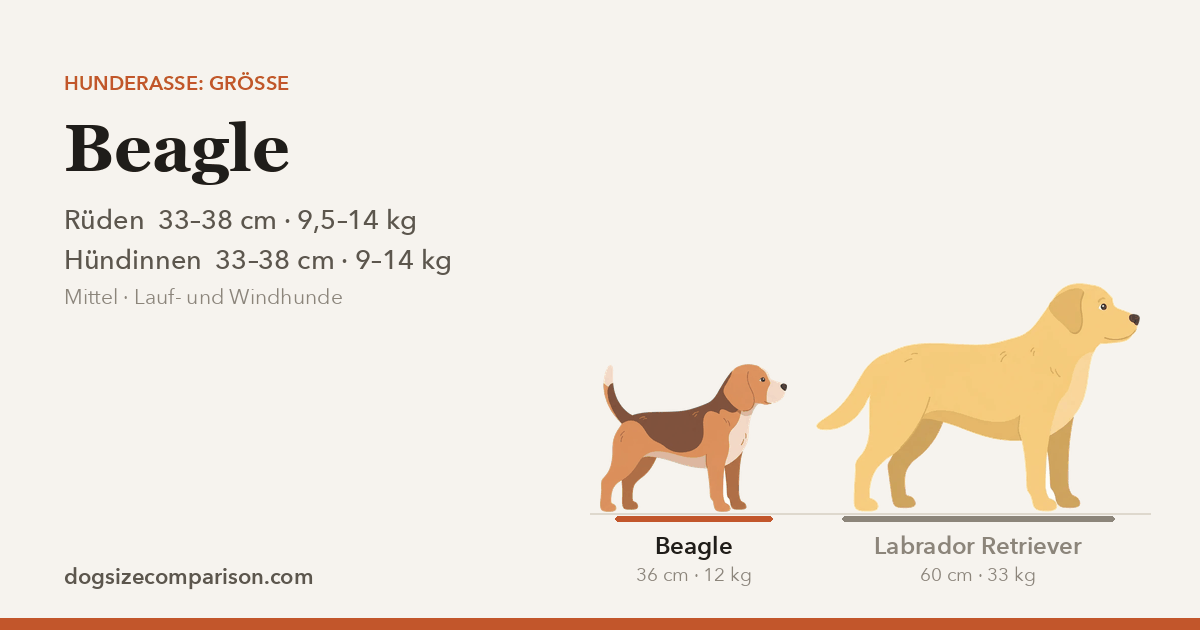 HUNDERASSE: GRÖSSE
Beagle
Rüden 33–38 cm · 9,5–14 kg
Hündinnen 33–38 cm · 9–14 kg
Mittel · Lauf- und Windhunde
Beagle
36 cm · 12 kg
Labrador Retriever
60 cm · 33 kg
dogsizecomparison.com